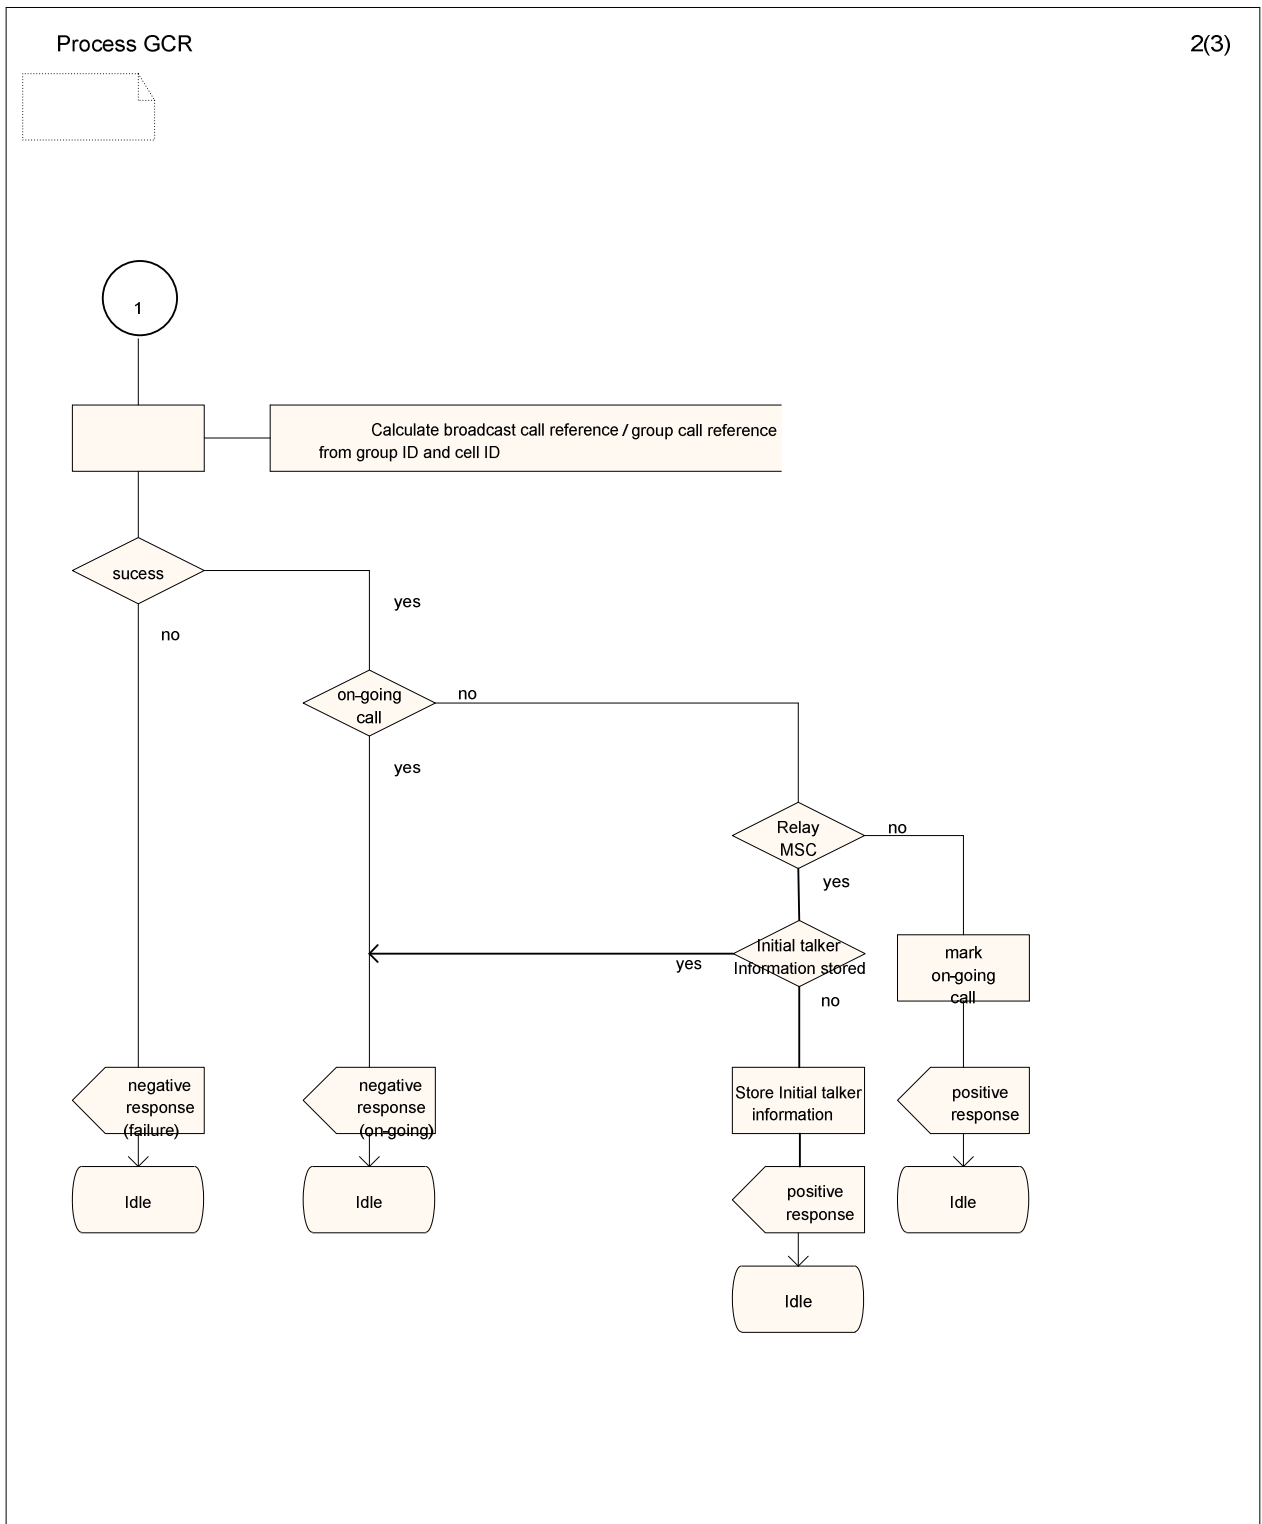 Process GCR
2(3)
1
Calculate broadcast call reference / group call reference
from group ID and cell ID
sucess
yes
no
on-going
call
no
yes
Relay
MSC
no
yes
Initial talker
Information stored
yes
no
mark
on-going
call
negative
response
(failure)
negative
response
(on-going)
Store Initial talker
information
positive
response
Idle
Idle
positive
response
Idle
Idle